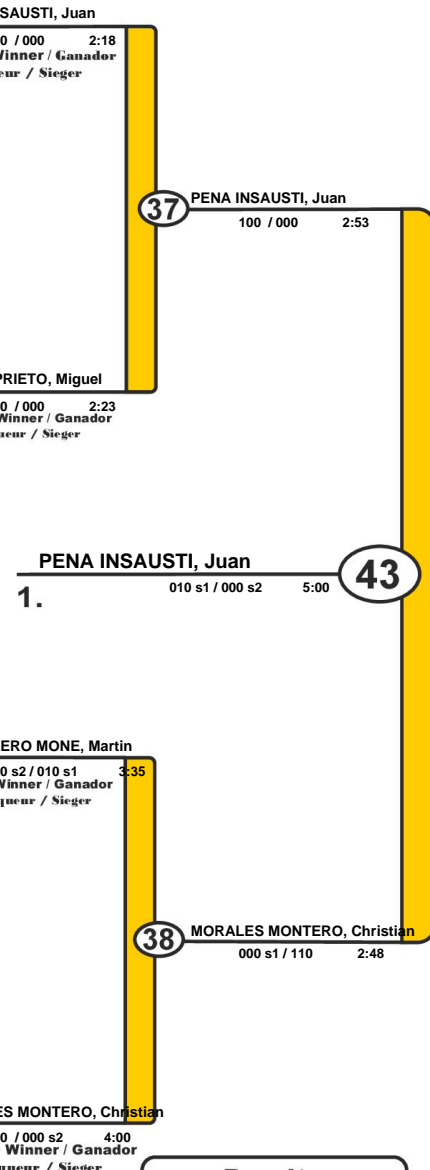 SAUSTI, Juan
0 / 000 2:18
Winner / Ganador
eur / Sieger
37
PENA INSAUSTI, Juan
100 / 000 2:53
PRIETO, Miguel
0 / 000 2:23
Winner / Ganador
ueur / Sieger
PENA INSAUSTI, Juan
43
1.
010 s1 / 000 s2 5:00
ERO MONE, Martin
0 s2 / 010 s1 3:35
Winner / Ganador
queur / Sieger
38
MORALES MONTERO, Christian
000 s1 / 110 2:48
ES MONTERO, Christian
0 / 000 s2 4:00
Winner / Ganador